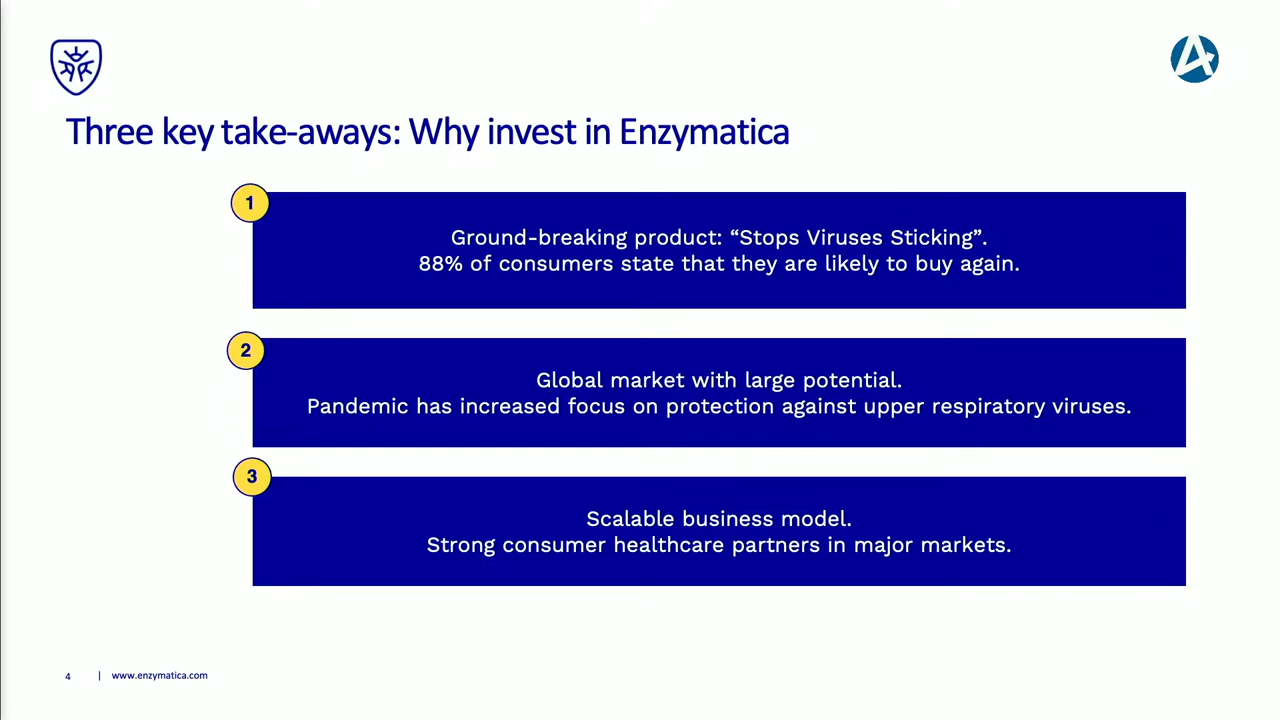 Three key take-aways: Why invest in Enzymatica
1
Ground-breaking product: “Stops Viruses Sticking”.
88% of consumers state that they are likely to buy again.
2
Global market with large potential.
Pandemic has increased focus on protection against upper respiratory viruses.
3
Scalable business model.
Strong consumer healthcare partners in major markets.
4 | www.enzymatica.com